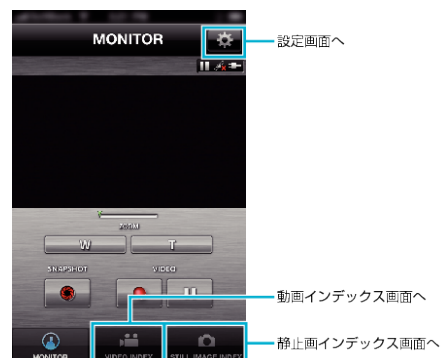 MONITOR
設定画面へ
ZOOM
W T
SNAPSHOT VIDEO
動画インデックス画面へ
静止画インデックス画面へ
MONITOR VIDEO INDEX STILL IMAGE INDEX